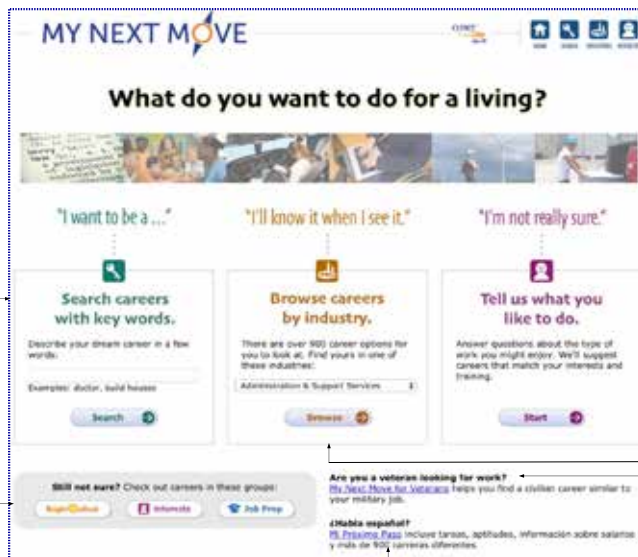 MY NEXT MOVE
What do you want to do for a living?
"I want to be a ..."
"I'll know it when I see it."
"I'm not really sure."
Search careers
with key words.
Describe your dream career in a few
words:
Examples: doctor, build houses
Search
Browse careers
by industry.
There are over 900 career options for
you to look at. Find yours in one of
these industries:
Administration & Support Services
Browse
Tell us what you
like to do.
Answer questions about the type of
work you might enjoy. We'll suggest
careers that match your interests and
training.
Start
Still not sure? Check out careers in these groups:
Interests
Job Prep
Are you a veteran looking for work?
My Next Move for Veterans helps you find a civilian career similar to
your military job.
¿Habla español?
Mi Próximo Paso incluye tareas, aptitudes, información sobre salarios
y más de 900 carreras diferentes.